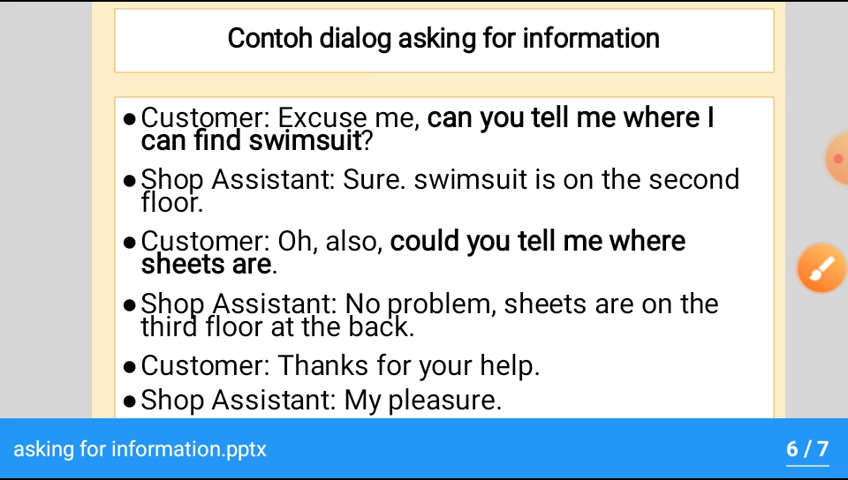 Contoh dialog asking for information
●Customer: Excuse me, can you tell me where I
can find swimsuit?
●Shop Assistant: Sure. swimsuit is on the second
floor.
●Customer: Oh, also, could you tell me where
sheets are.
●Shop Assistant: No problem, sheets are on the
third floor at the back.
●Customer: Thanks for your help.
●Shop Assistant: My pleasure.
asking for information.pptx
6 / 7